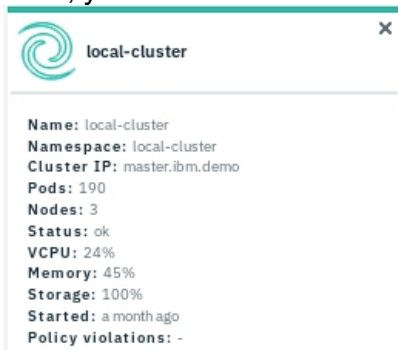 local-cluster
Name: local-cluster
Namespace: local-cluster
Cluster IP: master.ibm.demo
Pods: 190
Nodes: 3
Status: ok
VCPU: 24%
Memory: 45%
Storage: 100%
Started: a month ago
Policy violations: -